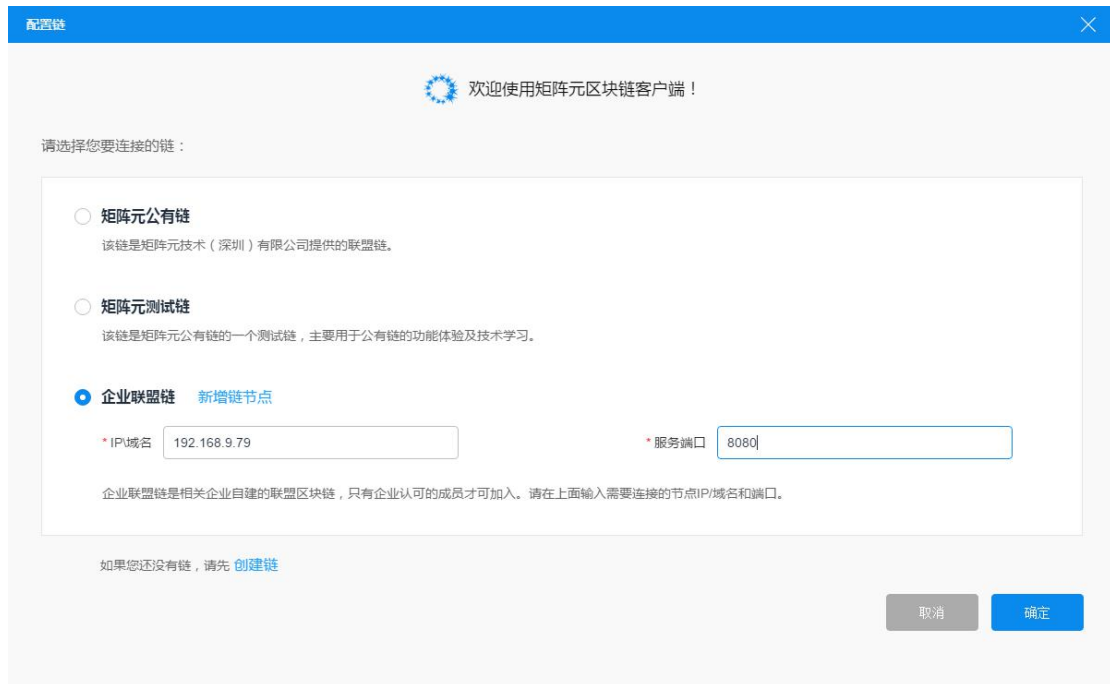 配置链
欢迎使用矩阵元区块链客户端！
请选择您要连接的链：
矩阵元公有链
该链是矩阵元技术（深圳）有限公司提供的联盟链。
矩阵元测试链
该链是矩阵元公有链的一个测试链，主要用于公有链的功能体验及技术学习。
企业联盟链 新增链节点
* IP\域名 192.168.9.79 * 服务端口 8080
企业联盟链是相关企业自建的联盟区块链，只有企业认可的成员才可加入。请在上面输入需要连接的节点IP/域名和端口。
如果您还没有链，请先 创建链
取消 确定